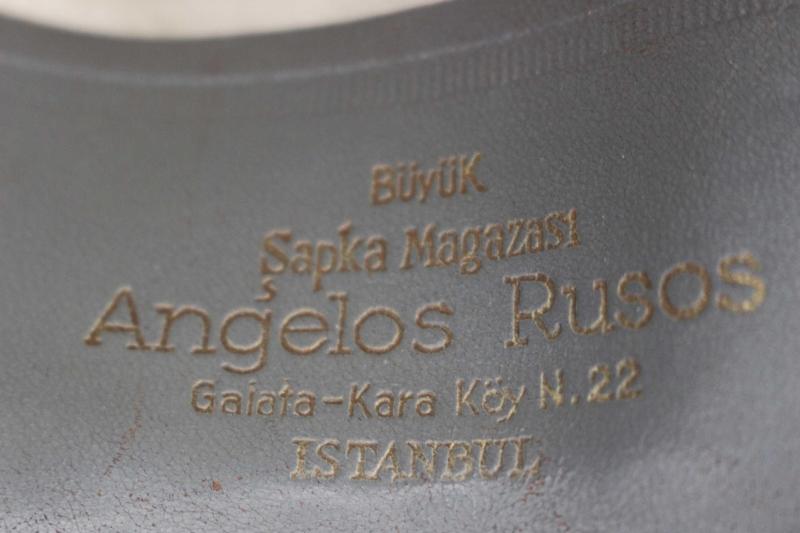 BÜYÜK
Şapka Magazası
Angelos Rusos
Galata-Kara Köy N. 22
ISTANBUL